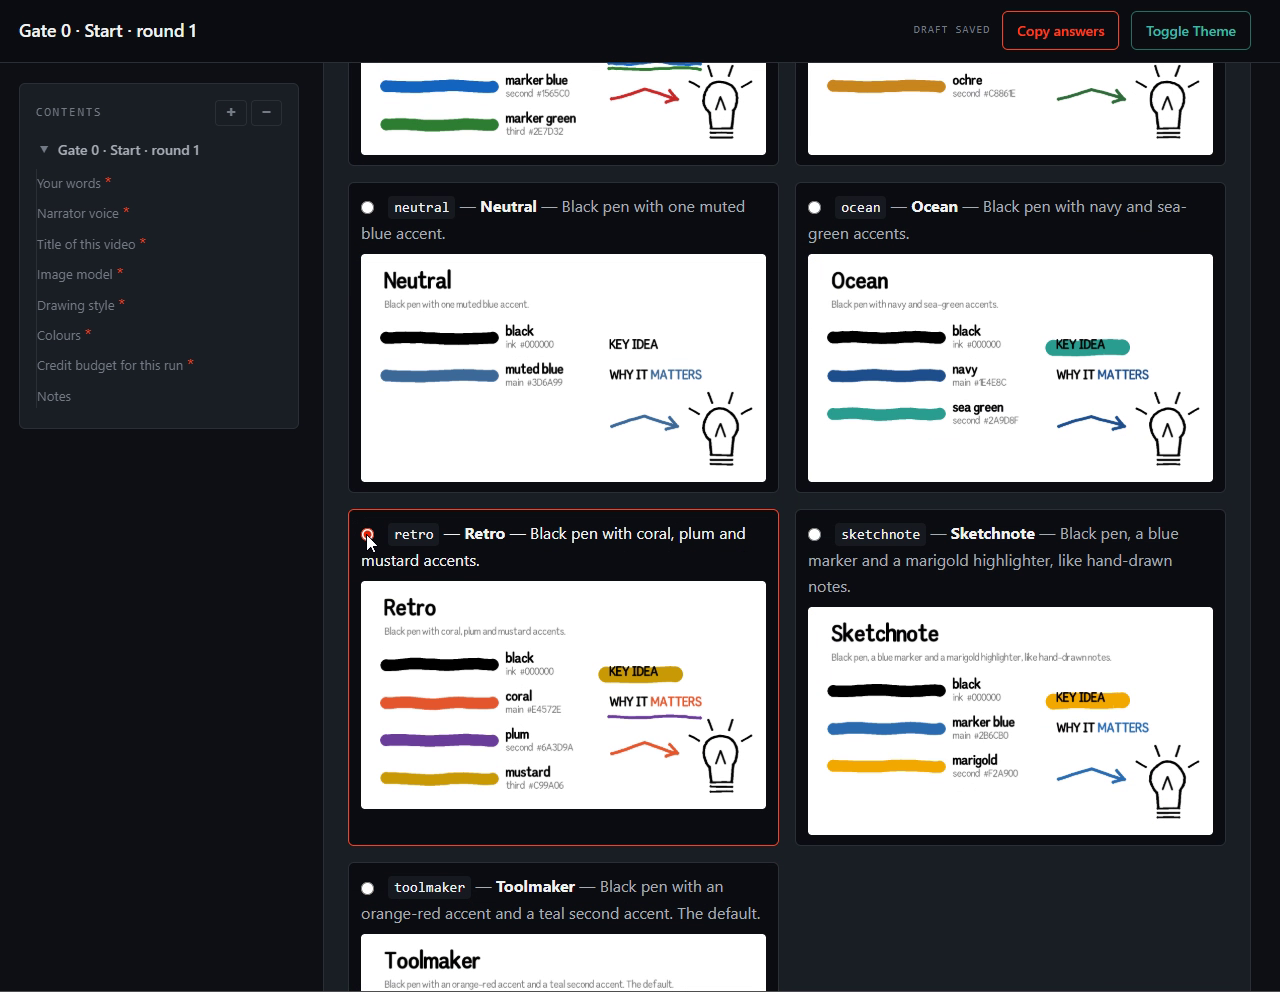 Gate 0 · Start · round 1
DRAFT SAVED
Copy answers
Toggle Theme
CONTENTS
+
−
Gate 0 · Start · round 1
Your words *
Narrator voice *
Title of this video *
Image model *
Drawing style *
Colours *
Credit budget for this run *
Notes
marker blue
second #1565C0
marker green
third #2E7D32
ochre
second #C8861E
neutral — Neutral — Black pen with one muted
blue accent.
Neutral
Black pen with one muted blue accent.
black
ink #000000
muted blue
main #3D6A99
KEY IDEA
WHY IT MATTERS
ocean — Ocean — Black pen with navy and sea-
green accents.
Ocean
Black pen with navy and sea-green accents.
black
ink #000000
navy
main #1E4E8C
sea green
second #2A9D8F
KEY IDEA
WHY IT MATTERS
retro — Retro — Black pen with coral, plum and
mustard accents.
Retro
Black pen with coral, plum and mustard accents.
black
ink #000000
coral
main #E4572E
plum
second #6A3D9A
mustard
third #C99A06
KEY IDEA
WHY IT MATTERS
sketchnote — Sketchnote — Black pen, a blue
marker and a marigold highlighter, like hand-drawn
notes.
Sketchnote
Black pen, a blue marker and a marigold highlighter, like hand-drawn notes.
black
ink #000000
marker blue
main #2B6CB0
marigold
second #F2A900
KEY IDEA
WHY IT MATTERS
toolmaker — Toolmaker — Black pen with an
orange-red accent and a teal second accent. The default.
Toolmaker
Black pen with an orange-red accent and a teal second accent. The default.